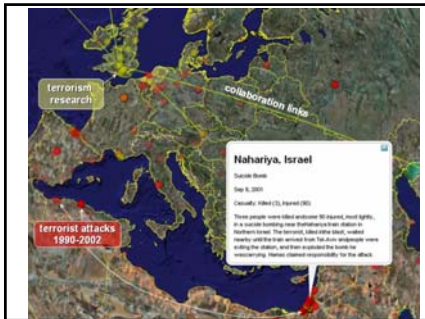 terrorism
research
collaboration links
Nahariya, Israel
Suicide Bomb
Sep 9, 2001
Casualty: Killed (3), Injured (90)
Three people were killed and some 90 injured, most lightly,
in a suicide bombing near the Nahariya train station in
Northern Israel. The terrorist, killed in the blast, waited
nearby until the train arrived from Tel-Aviv and people were
exiting the station, and then exploded the bomb he
was carrying. Hamas claimed responsibility for the attack.
terrorist attacks
1990-2002